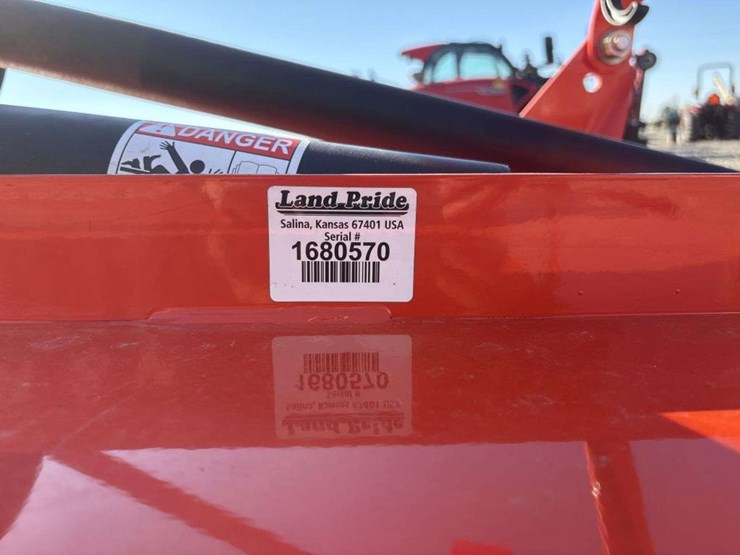 DANGER
Land Pride
Salina, Kansas 67401 USA
Serial #
1680570